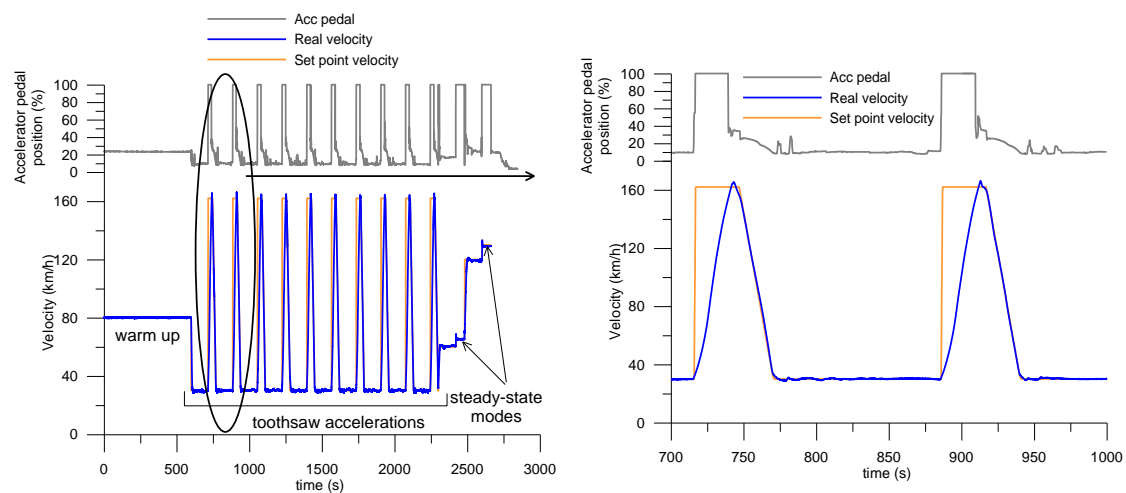 Acc pedal
Real velocity
Set point velocity
Accelerator pedal
position (%)
100
80
60
40
20
0
160
120
80
40
0
Velocity (km/h)
warm up
toothsaw accelerations
steady-state
modes
0
500
1000
1500
2000
2500
3000
time (s)
Acc pedal
Real velocity
Set point velocity
Accelerator pedal
position (%)
100
80
60
40
20
0
160
120
80
40
0
Velocity (km/h)
700
750
800
850
900
950
1000
time (s)